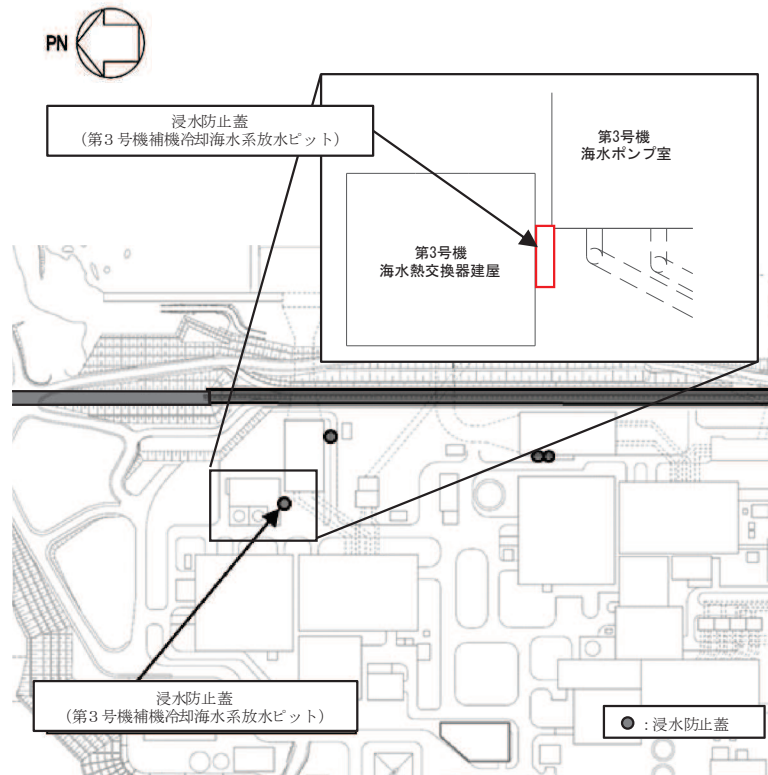 PN
浸水防止蓋
（第３号機補機冷却海水系放水ピット）
第3号機
海水ポンプ室
第3号機
海水熱交換器建屋
浸水防止蓋
（第３号機補機冷却海水系放水ピット）
：浸水防止蓋